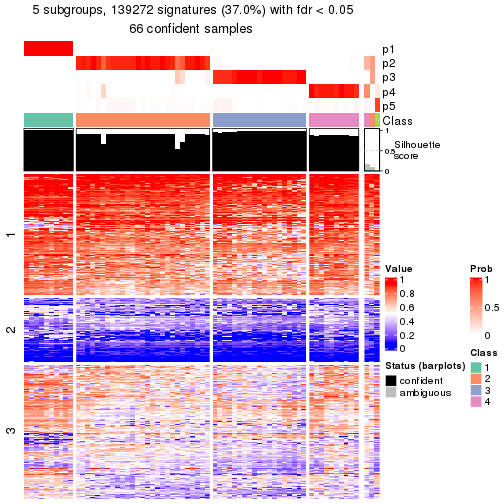 5 subgroups, 139272 signatures (37.0%) with fdr < 0.05
66 confident samples
p1
p2
p3
p4
p5
Class
1
0.5
0
Silhouette
score
1
2
3
Value
1
0.8
0.6
0.4
0.2
0
Prob
1
0.5
0
Status (barplots)
confident
ambiguous
Class
1
2
3
4